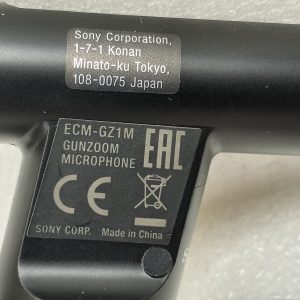 Sony Corporation,
1-7-1 Konan
Minato-ku Tokyo,
108-0075 Japan
ECM-GZ1M
GUNZOOM
MICROPHONE
EAC
CE
SONY CORP. Made in China